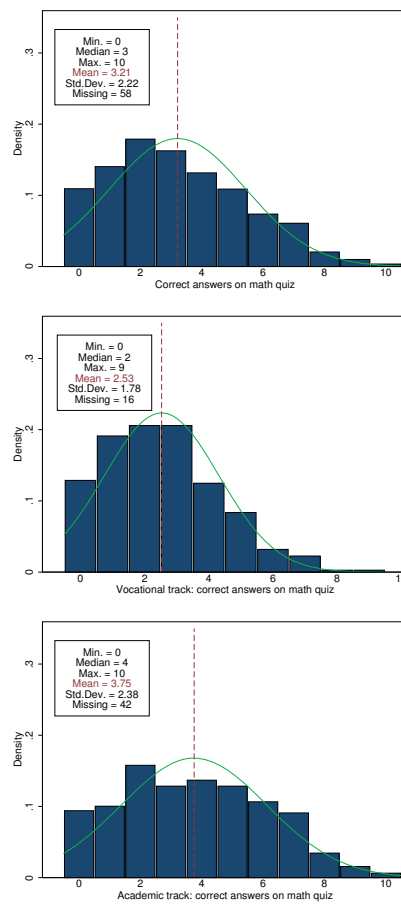 Min. = 0
Median = 3
Max. = 10
Mean = 3.21
Std.Dev. = 2.22
Missing = 58
Density
0 .1 .2 .3
0 2 4 6 8 10
Correct answers on math quiz
Min. = 0
Median = 2
Max. = 9
Mean = 2.53
Std.Dev. = 1.78
Missing = 16
Density
0 .1 .2 .3
0 2 4 6 8 1
Vocational track: correct answers on math quiz
Min. = 0
Median = 4
Max. = 10
Mean = 3.75
Std.Dev. = 2.38
Missing = 42
Density
0 .1 .2 .3
0 2 4 6 8 10
Academic track: correct answers on math quiz